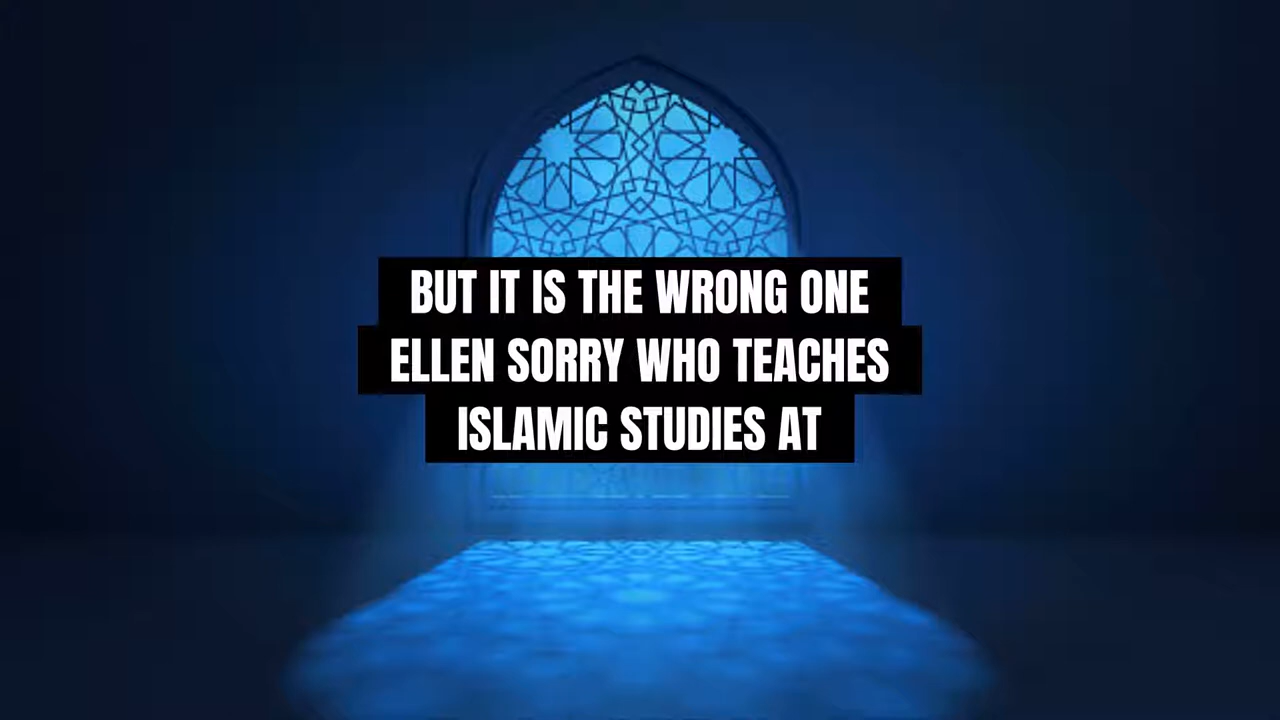 BUT IT IS THE WRONG ONE
ELLEN SORRY WHO TEACHES
ISLAMIC STUDIES AT